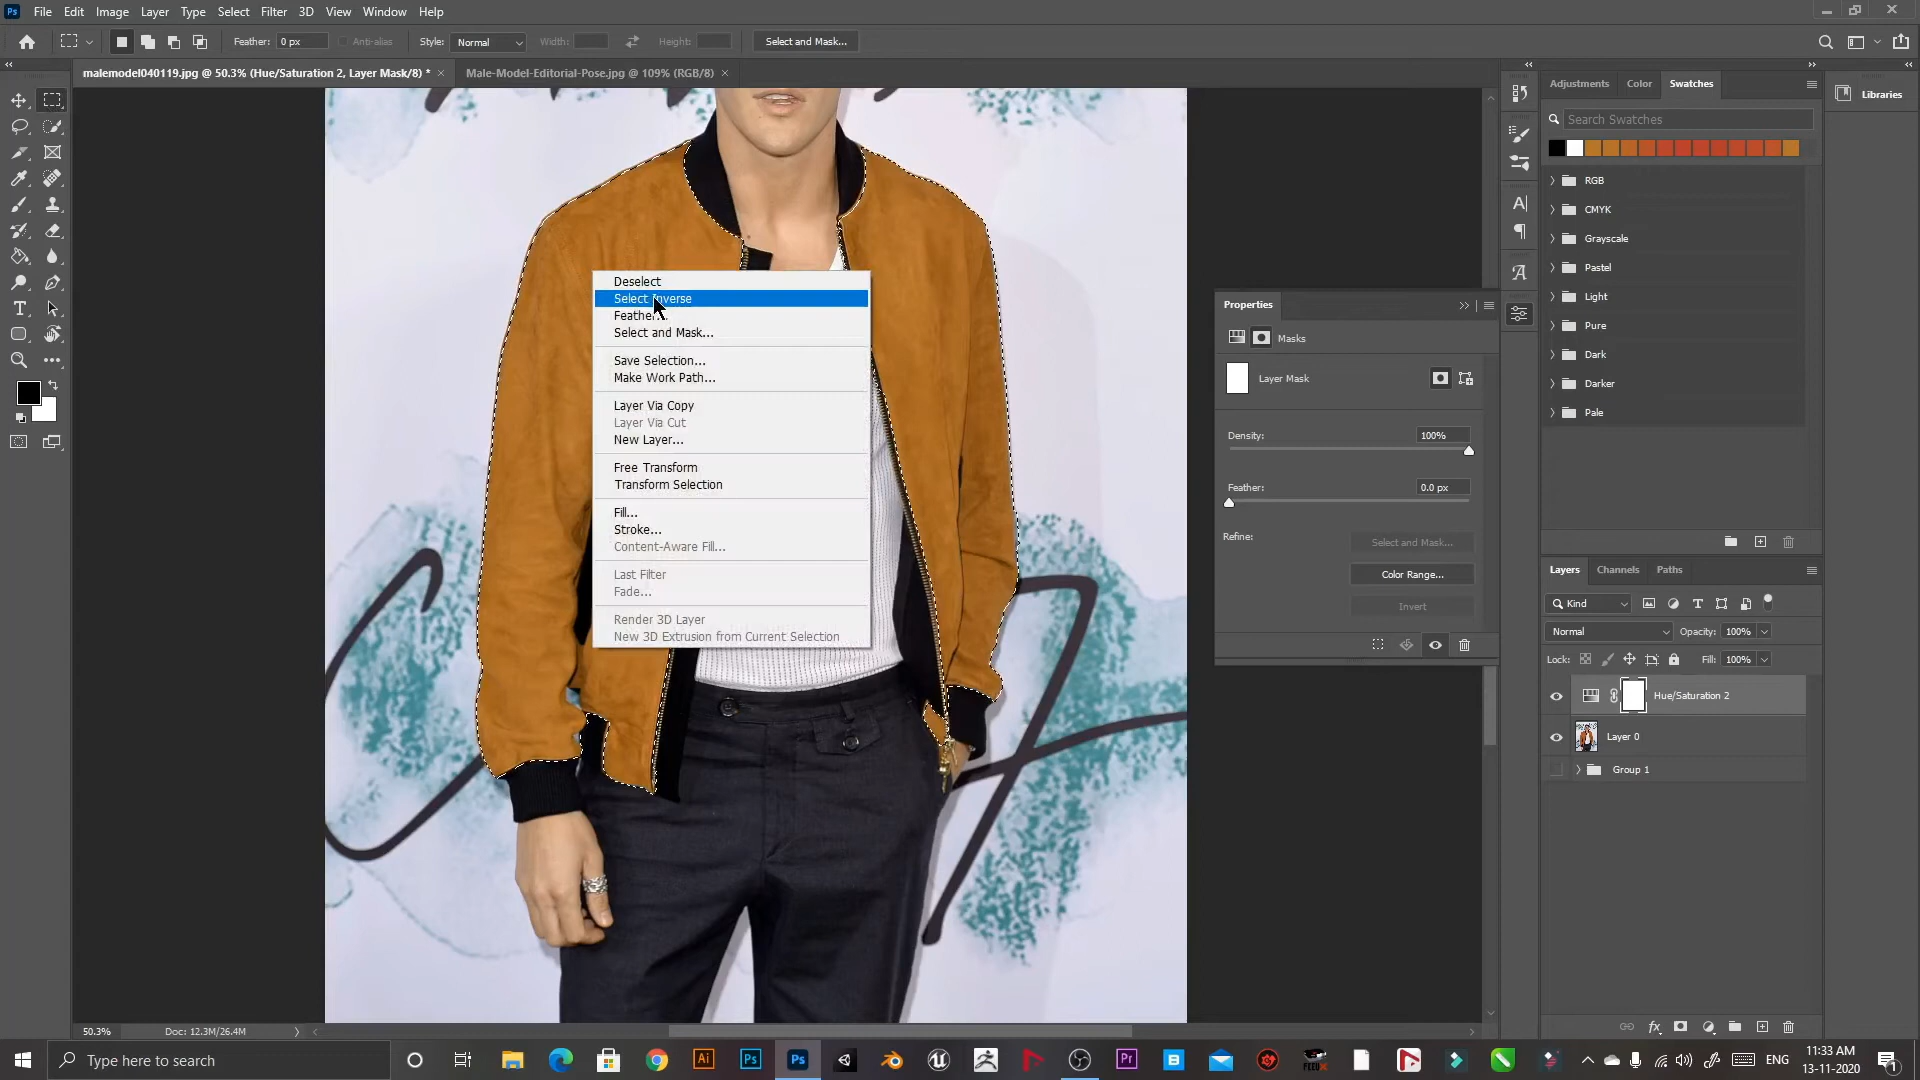 File Edit Image Layer Type Select Filter 3D View Window Help
Feather: 0 px Anti-alias Style: Normal Width: Height: Select and Mask...
malemodel040119.jpg @ 50.3% (Hue/Saturation 2, Layer Mask/8) *
Male-Model-Editorial-Pose.jpg @ 109% (RGB/8)
Deselect
Select Inverse
Feather...
Select and Mask...
Save Selection...
Make Work Path...
Layer Via Copy
Layer Via Cut
New Layer...
Free Transform
Transform Selection
Fill...
Stroke...
Content-Aware Fill...
Last Filter
Fade...
Render 3D Layer
New 3D Extrusion from Current Selection
Properties
Masks
Layer Mask
Density: 100%
Feather: 0.0 px
Refine: Select and Mask...
Color Range...
Invert
Adjustments Color Swatches
Search Swatches
RGB
CMYK
Grayscale
Pastel
Light
Pure
Dark
Darker
Pale
Libraries
Layers Channels Paths
Kind
Normal Opacity: 100%
Lock: Fill: 100%
Hue/Saturation 2
Layer 0
Group 1
50.3% Doc: 12.3M/26.4M
Type here to search
ENG
11:33 AM
13-11-2020